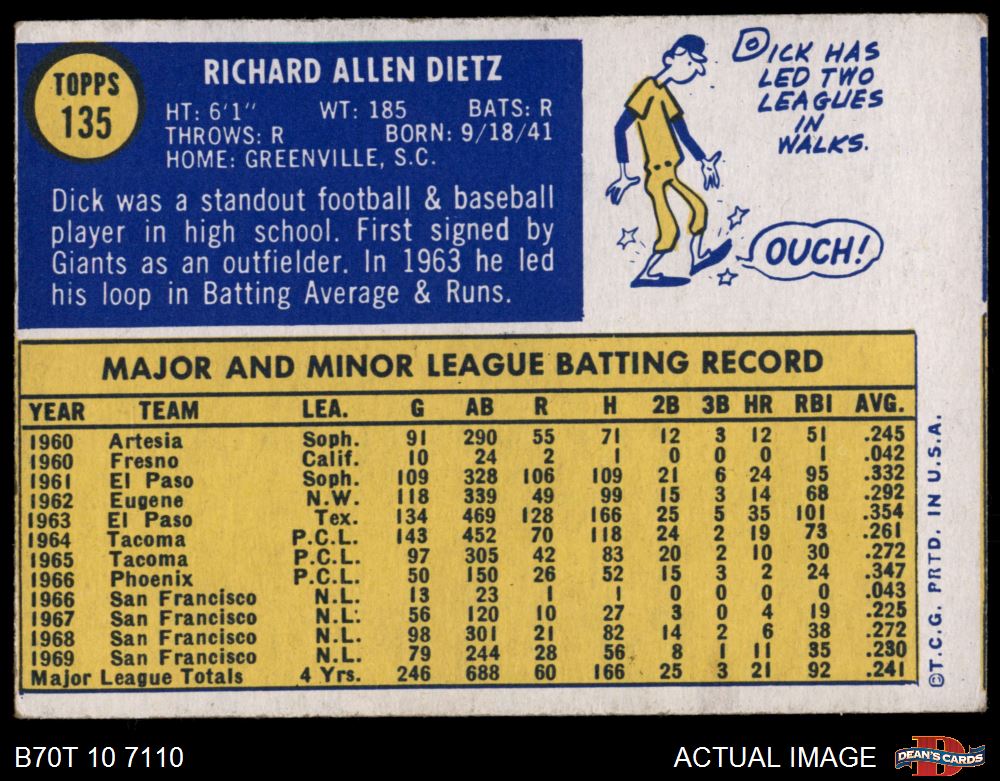 TOPPS
135
RICHARD ALLEN DIETZ
HT: 6'1" WT: 185 BATS: R
THROWS: R BORN: 9/18/41
HOME: GREENVILLE, S.C.
Dick was a standout football & baseball
player in high school. First signed by
Giants as an outfielder. In 1963 he led
his loop in Batting Average & Runs.
DICK HAS
LED TWO
LEAGUES
IN
WALKS.
OUCH!
MAJOR AND MINOR LEAGUE BATTING RECORD
YEAR TEAM LEA. G AB R H 2B 3B HR RBI AVG.
1960 Artesia Soph. 91 290 55 71 12 3 12 51 .245
1960 Fresno Calif. 10 24 2 1 0 0 0 1 .042
1961 El Paso Soph. 109 328 106 109 21 6 24 95 .332
1962 Eugene N.W. 118 339 49 99 15 3 14 68 .292
1963 El Paso Tex. 134 469 128 166 25 5 35 101 .354
1964 Tacoma P.C.L. 143 452 70 118 24 2 19 73 .261
1965 Tacoma P.C.L. 97 305 42 83 20 2 10 30 .272
1966 Phoenix P.C.L. 50 150 26 52 15 3 2 24 .347
1966 San Francisco N.L. 13 23 1 1 0 0 0 0 .043
1967 San Francisco N.L. 56 120 10 27 3 0 4 19 .225
1968 San Francisco N.L. 98 301 21 82 14 2 6 38 .272
1969 San Francisco N.L. 79 244 28 56 8 1 11 35 .230
Major League Totals 4 Yrs. 246 688 60 166 25 3 21 92 .241
©T.C.G. PRTD. IN U.S.A.
B70T 10 7110
ACTUAL IMAGE
DEAN'S CARDS